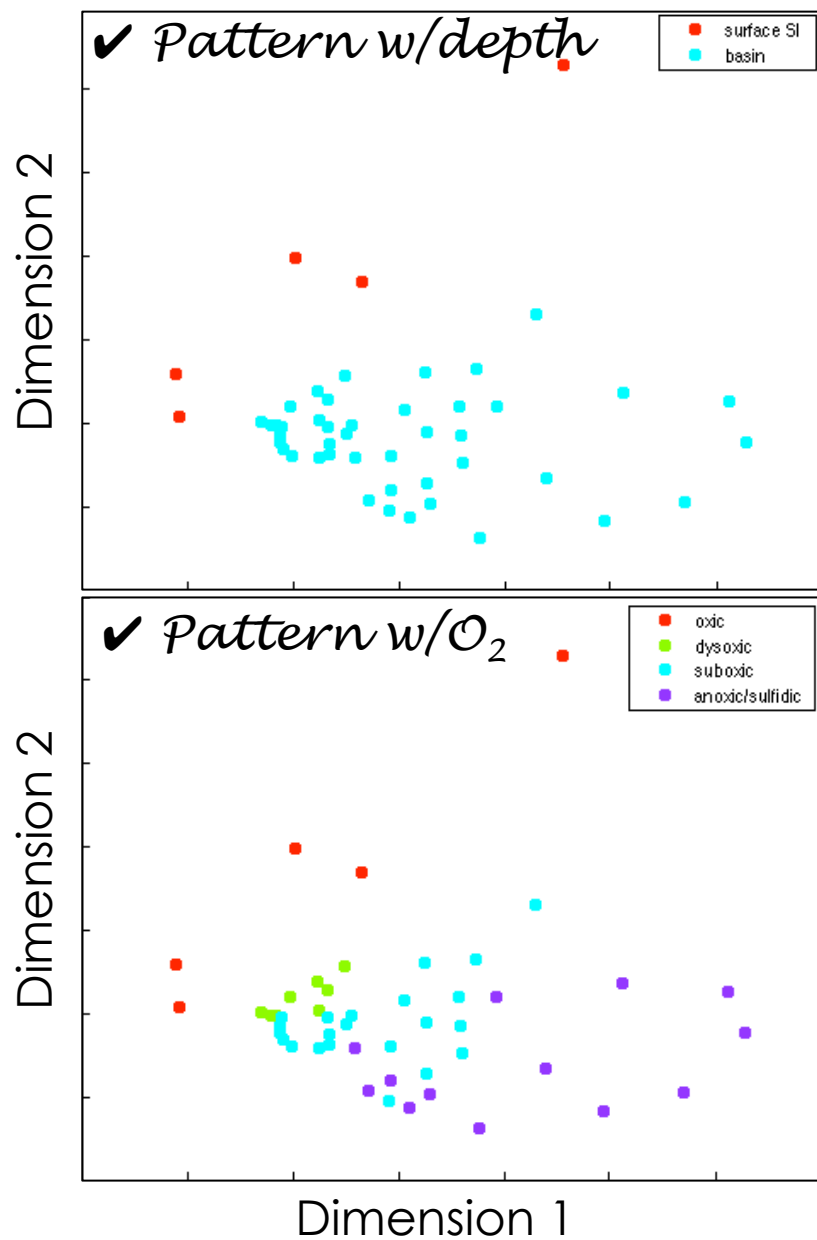 ✔ Pattern w/depth
surface SI
basin
Dimension 2
✔ Pattern w/O₂
oxic
dysoxic
suboxic
anoxic/sulfidic
Dimension 2
Dimension 1